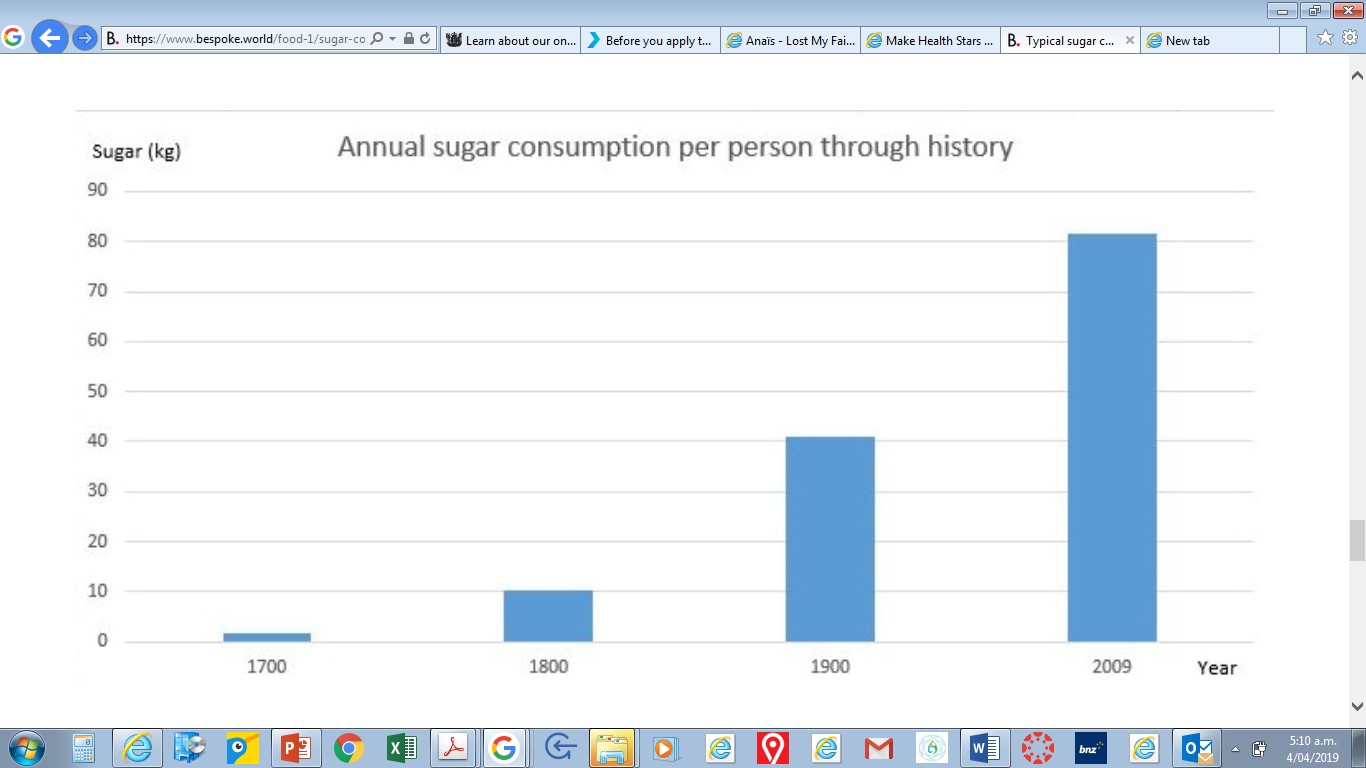 B. https://www.bespoke.world/food-1/sugar-co
Learn about our on...
Before you apply t...
Anaïs - Lost My Fai...
Make Health Stars ...
B. Typical sugar c...
New tab
Sugar (kg)
Annual sugar consumption per person through history
90
80
70
60
50
40
30
20
10
0
1700 1800 1900 2009 Year
bnz
5:10 a.m.
4/04/2019